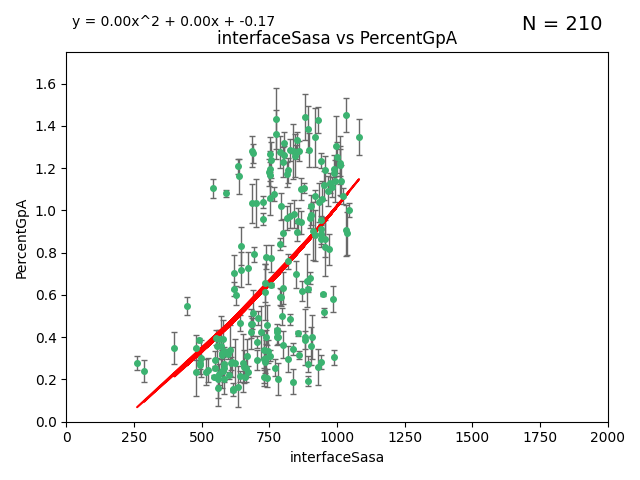 y = 0.00x^2 + 0.00x + -0.17
N = 210
interfaceSasa vs PercentGpA
PercentGpA
1.6
1.4
1.2
1.0
0.8
0.6
0.4
0.2
0.0
0 250 500 750 1000 1250 1500 1750 2000
interfaceSasa